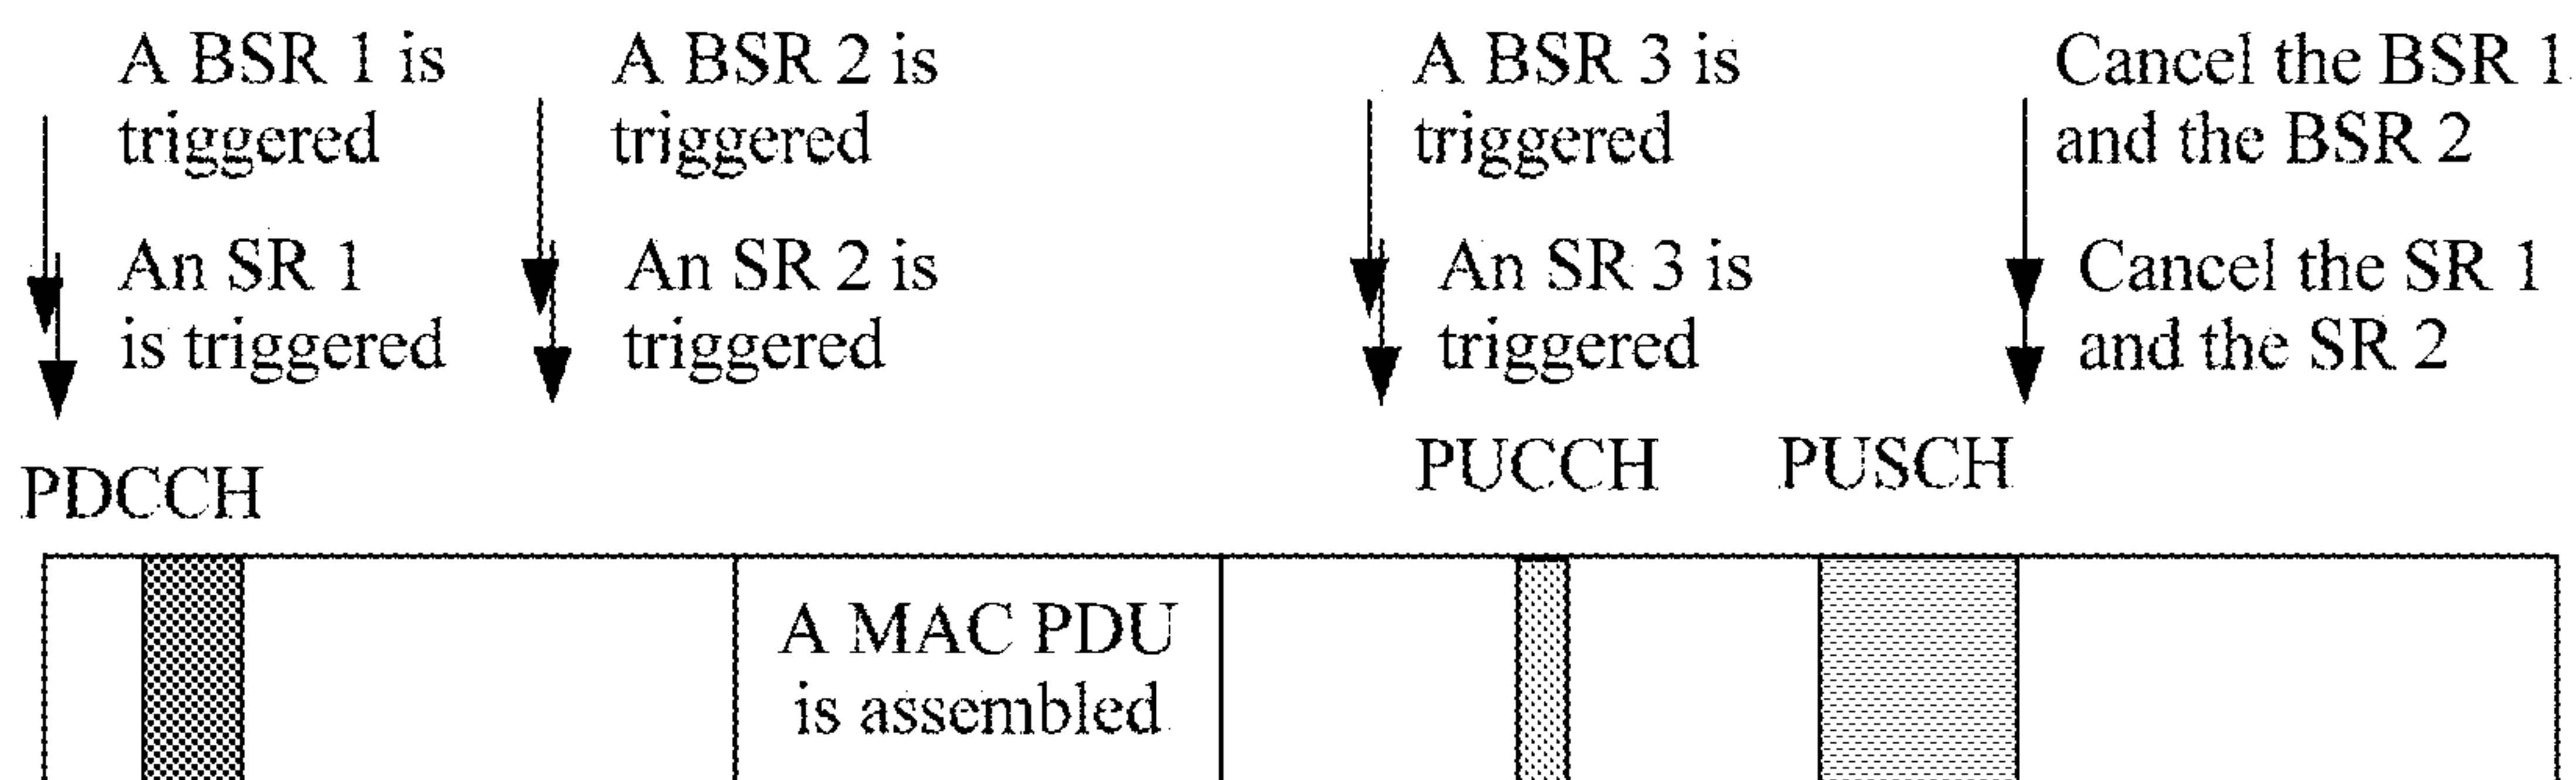 A BSR 1 is
triggered
An SR 1
is triggered
A BSR 2 is
triggered
An SR 2 is
triggered
A BSR 3 is
triggered
An SR 3 is
triggered
Cancel the BSR 1
and the BSR 2
Cancel the SR 1
and the SR 2
PDCCH
PUCCH
PUSCH
A MAC PDU
is assembled